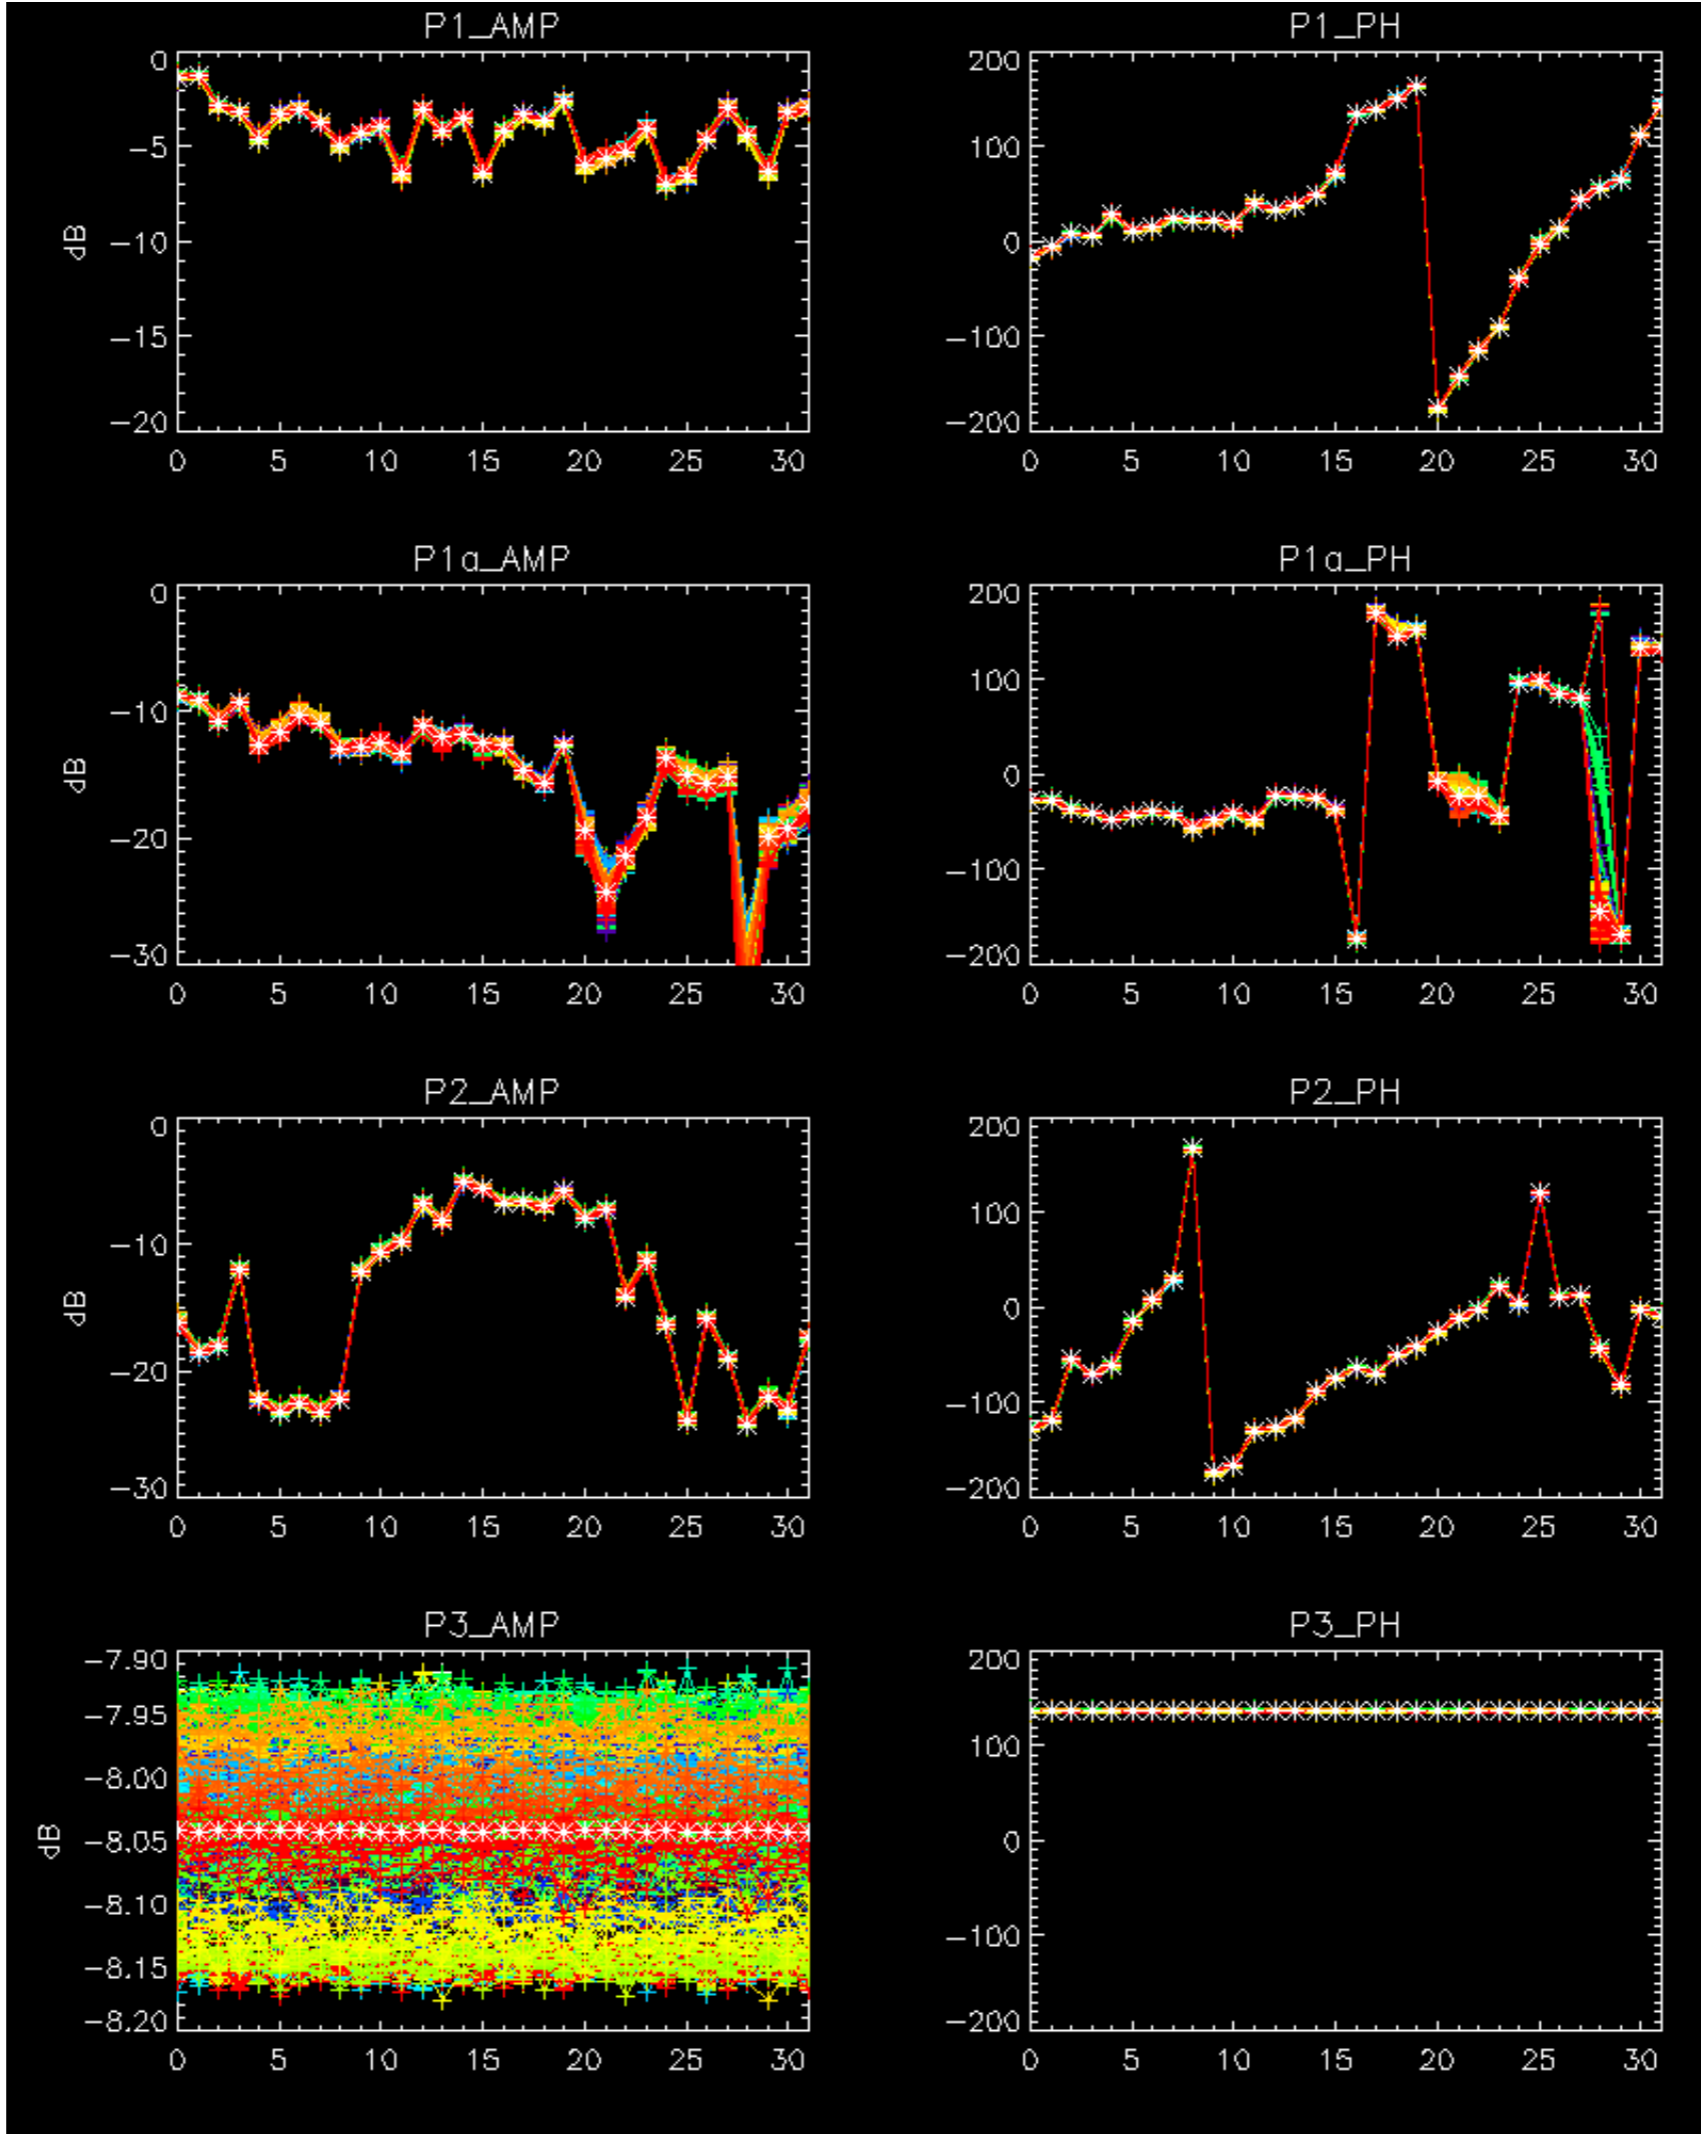 P1_AMP P1_PH
0 200
-5 100
dB
-10 0
-15 -100
-20 -200
0 5 10 15 20 25 30 0 5 10 15 20 25 30
P1a_AMP P1a_PH
0 200
-10 100
dB
0
-20 -100
-30 -200
0 5 10 15 20 25 30 0 5 10 15 20 25 30
P2_AMP P2_PH
0 200
-10 100
dB
0
-20 -100
-30 -200
0 5 10 15 20 25 30 0 5 10 15 20 25 30
P3_AMP P3_PH
-7.90 200
-7.95
-8.00 100
dB
-8.05 0
-8.10 -100
-8.15
-8.20 -200
0 5 10 15 20 25 30 0 5 10 15 20 25 30